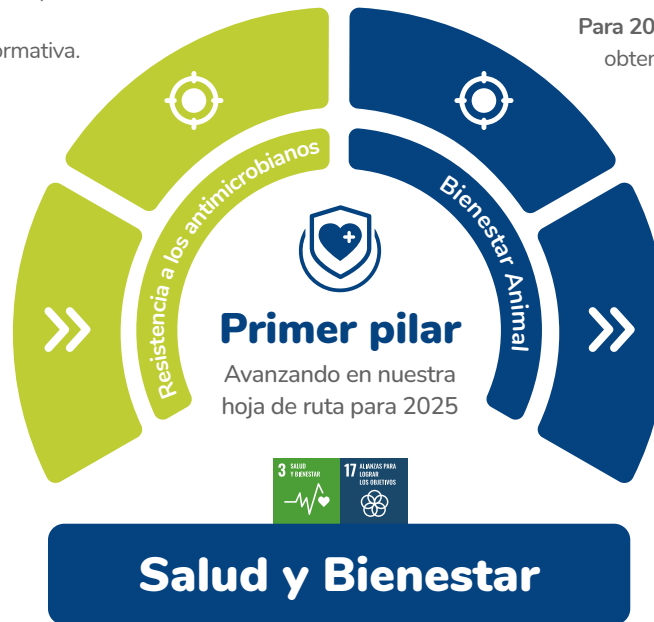 Para 20
obter
ormativa.
Resistencia a los antimicrobianos
Bienestar Animal
Primer pilar
Avanzando en nuestra
hoja de ruta para 2025
3 SALUD
Y BIENESTAR
17 ALIANZAS PARA
LOGRAR
LOS OBJETIVOS
Salud y Bienestar